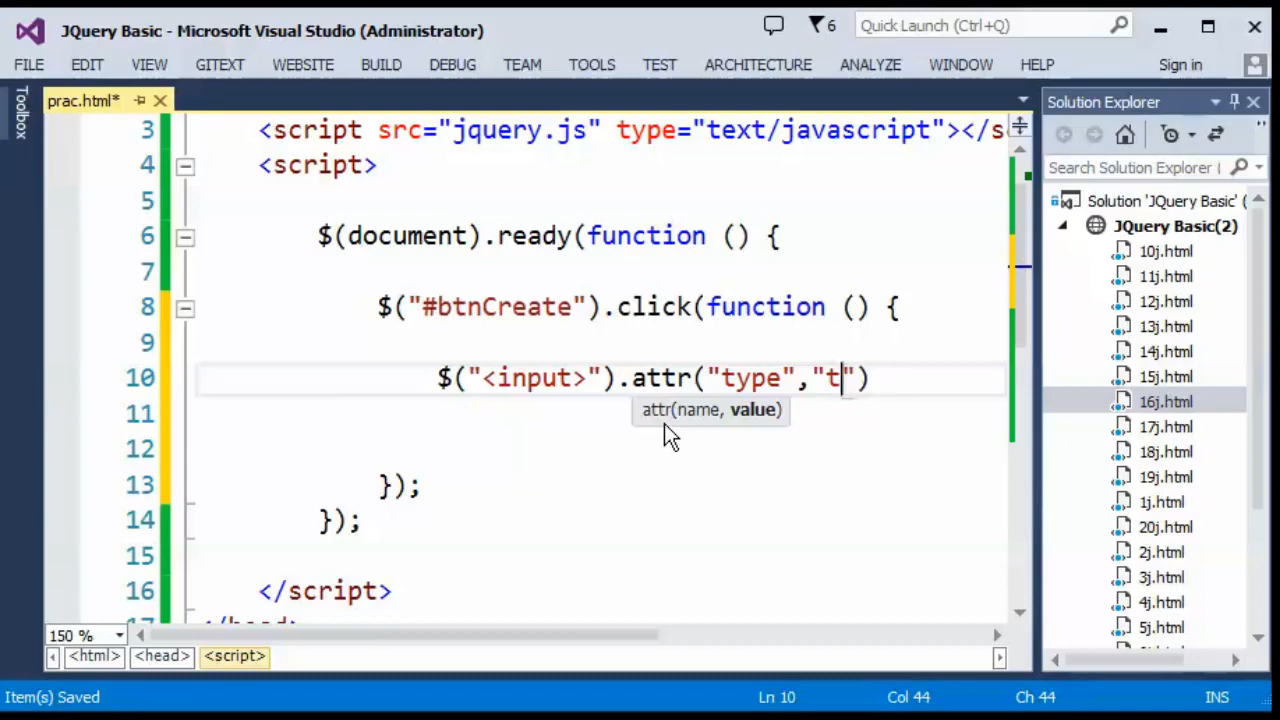 JQuery Basic - Microsoft Visual Studio (Administrator)
6
Quick Launch (Ctrl+Q)
FILE EDIT VIEW GITEXT WEBSITE BUILD DEBUG TEAM TOOLS TEST ARCHITECTURE ANALYZE WINDOW HELP Sign in
Toolbox
prac.html*
3 <script src="jquery.js" type="text/javascript"></s
4 <script>
5
6 $(document).ready(function () {
7
8 $("#btnCreate").click(function () {
9
10 $("<input>").attr("type","t")
attr(name, value)
11
12
13 });
14 });
15
16 </script>
150 %
<html> <head> <script>
Solution Explorer
Search Solution Explorer
Solution 'JQuery Basic' (
JQuery Basic(2)
10j.html
11j.html
12j.html
13j.html
14j.html
15j.html
16j.html
17j.html
18j.html
19j.html
1j.html
20j.html
2j.html
3j.html
4j.html
5j.html
Item(s) Saved Ln 10 Col 44 Ch 44 INS